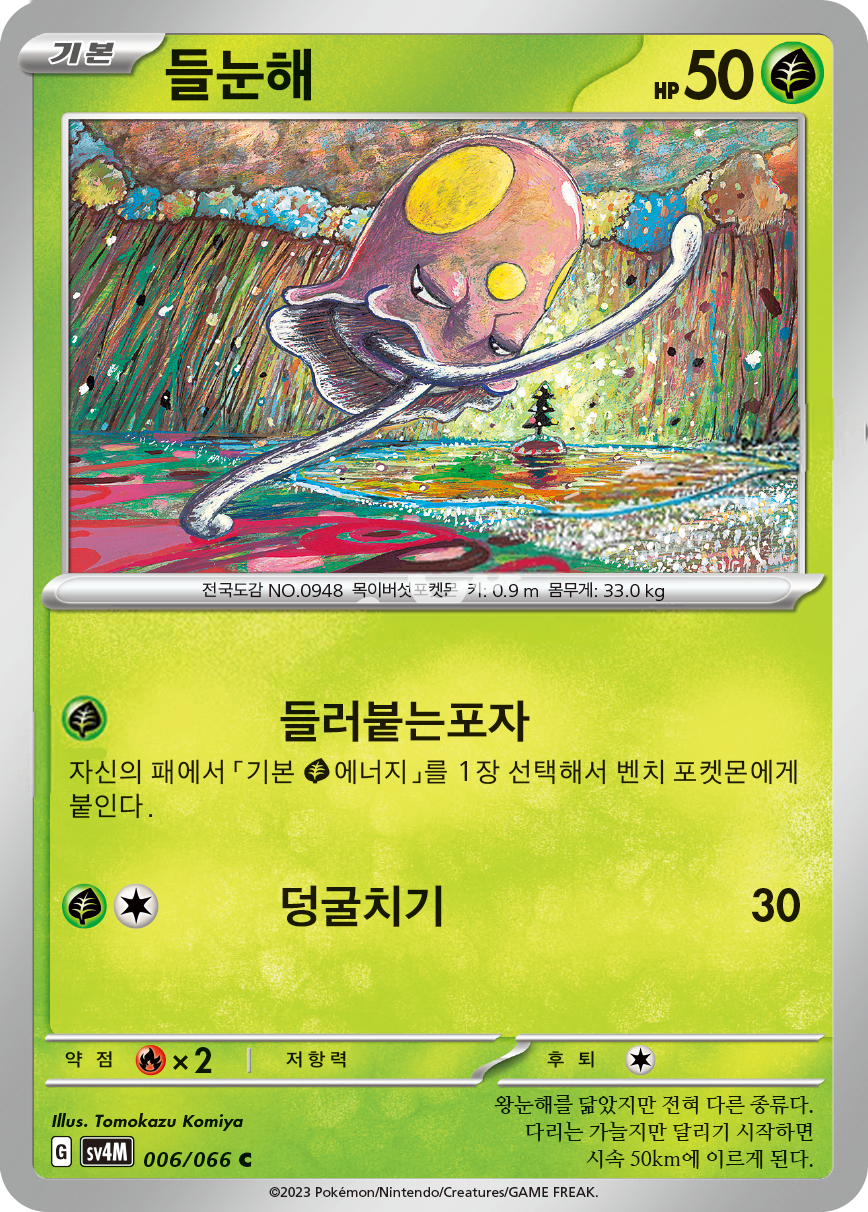 기본
들눈해
HP 50
전국도감 NO.0948 목이버섯포켓몬 키: 0.9 m 몸무게: 33.0 kg
들러붙는포자
자신의 패에서 「기본 에너지」를 1장 선택해서 벤치 포켓몬에게
붙인다.
덩굴치기 30
약점 ×2 저항력 후퇴
왕눈해를 닮았지만 전혀 다른 종류다.
다리는 가늘지만 달리기 시작하면
시속 50km에 이르게 된다.
Illus. Tomokazu Komiya
G SV4M 006/066 C
©2023 Pokémon/Nintendo/Creatures/GAME FREAK.